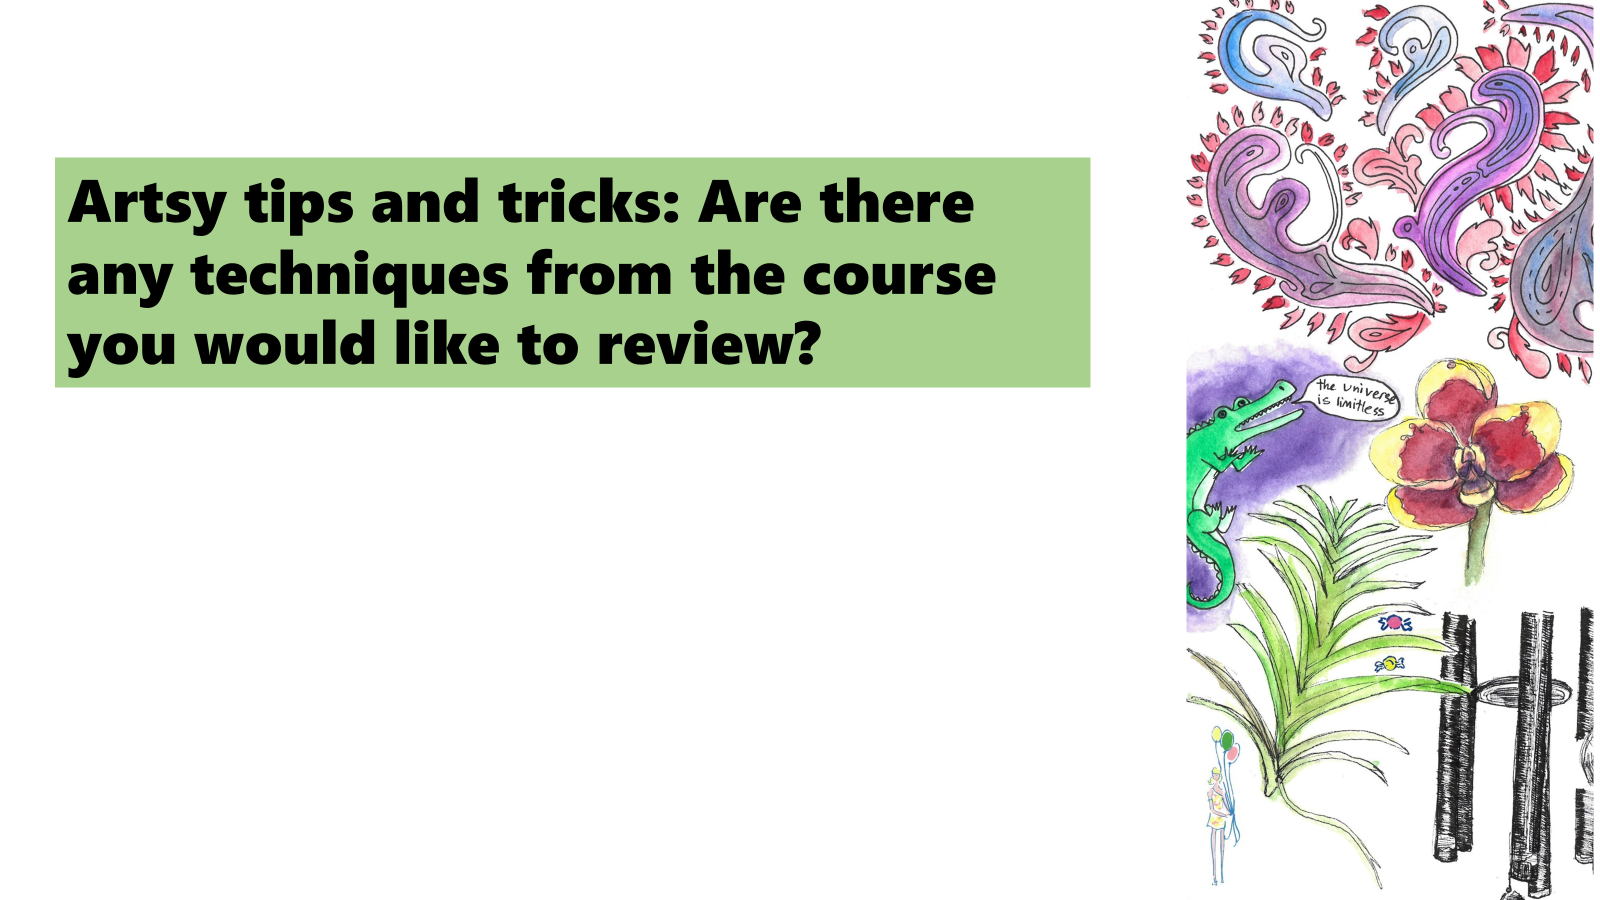 Artsy tips and tricks: Are there
any techniques from the course
you would like to review?
the universe
is limitless